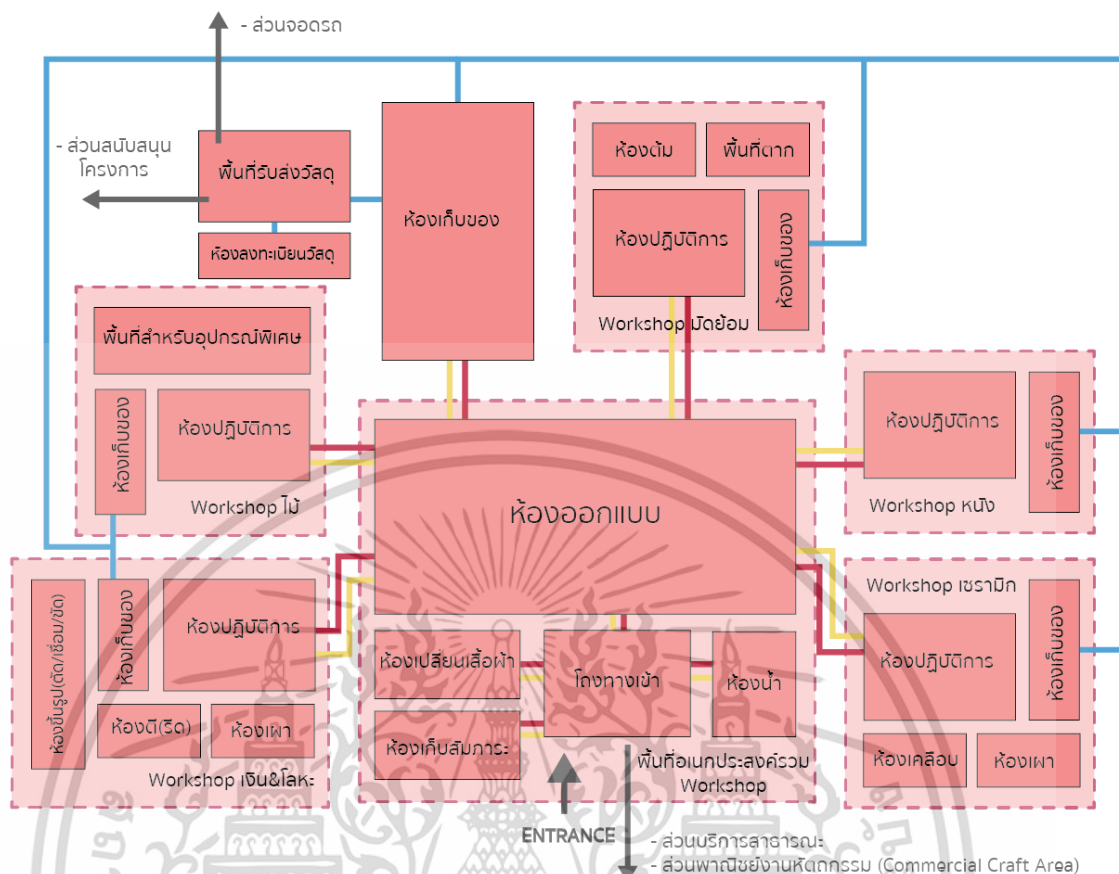 - ส่วนจอดรถ
- ส่วนสนับสนุน
โครงการ
พื้นที่รับส่งวัสดุ
ห้องลงทะเบียนวัสดุ
ห้องเก็บของ
ห้องต้ม
พื้นที่ตาก
ห้องปฏิบัติการ
ห้องเก็บของ
Workshop มัดย้อม
พื้นที่สำหรับอุปกรณ์พิเศษ
ห้องเก็บของ
ห้องปฏิบัติการ
Workshop ไม้
ห้องออกแบบ
ห้องปฏิบัติการ
ห้องเก็บของ
Workshop หนัง
ห้องขึ้นรูป(ตัด/เชื่อม/ขัด)
ห้องเก็บของ
ห้องปฏิบัติการ
ห้องตี(รีด)
ห้องเผา
Workshop เงิน&โลหะ
ห้องเปลี่ยนเสื้อผ้า
โถงทางเข้า
ห้องน้ำ
ห้องเก็บสัมภาระ
พื้นที่อเนกประสงค์รวม
Workshop
Workshop เซรามิก
ห้องปฏิบัติการ
ห้องเก็บของ
ห้องเคลือบ
ห้องเผา
ENTRANCE
- ส่วนบริการสาธารณะ
- ส่วนพาณิชย์งานหัตถกรรม (Commercial Craft Area)